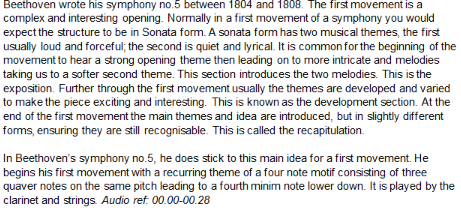 Beethoven wrote his symphony no.5 between 1804 and 1808. The first movement is a
complex and interesting opening. Normally in a first movement of a symphony you would
expect the structure to be in Sonata form. A sonata form has two musical themes, the first
usually loud and forceful; the second is quiet and lyrical. It is common for the beginning of the
movement to hear a strong opening theme then leading on to more intricate and melodies
taking us to a softer second theme. This section introduces the two melodies. This is the
exposition. Further through the first movement usually the themes are developed and varied
to make the piece exciting and interesting. This is known as the development section. At the
end of the first movement the main themes and idea are introduced, but in slightly different
forms, ensuring they are still recognisable. This is called the recapitulation.
In Beethoven's symphony no.5, he does stick to this main idea for a first movement. He
begins his first movement with a recurring theme of a four note motif consisting of three
quaver notes on the same pitch leading to a fourth minim note lower down. It is played by the
clarinet and strings. Audio ref: 00.00-00.28